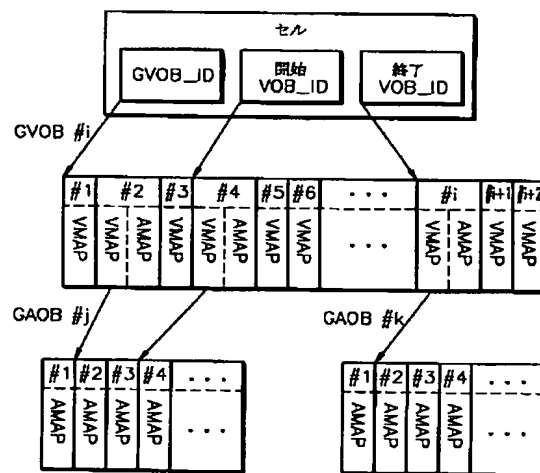 セル
GVOB_ID
開始
VOB_ID
終了
VOB_ID
GVOB #i
#1 #2 #3 #4 #5 #6 ・・・ #i #i+1 #i+2
VMAP VMAP AMAP VMAP VMAP AMAP VMAP VMAP ・・・ VMAP AMAP VMAP VMAP
GAOB #j
GAOB #k
#1 #2 #3 #4 ・・・
AMAP AMAP AMAP AMAP ・・・
#1 #2 #3 #4 ・・・
AMAP AMAP AMAP AMAP ・・・